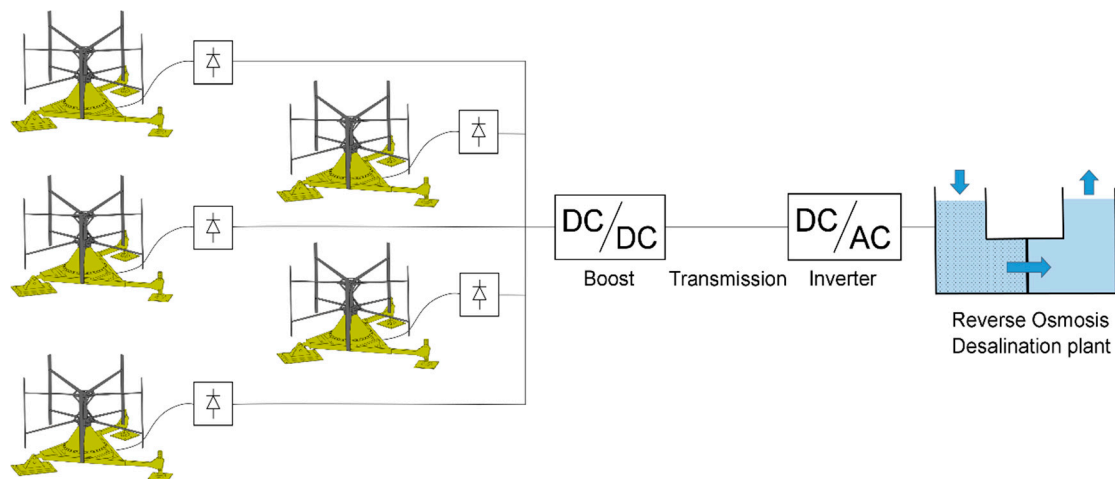 DC/DC
Boost
Transmission
DC/AC
Inverter
Reverse Osmosis
Desalination plant